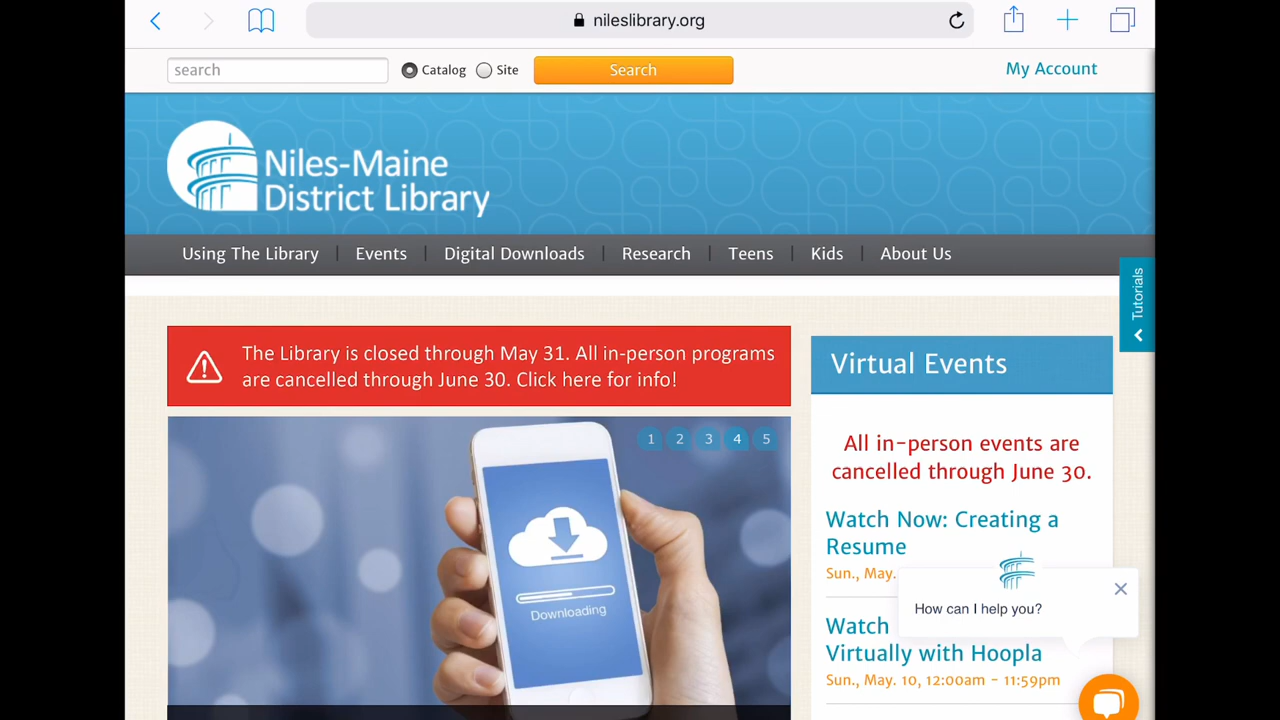 nileslibrary.org
search
Catalog
Site
Search
My Account
Niles-Maine
District Library
Using The Library
Events
Digital Downloads
Research
Teens
Kids
About Us
Tutorials
The Library is closed through May 31. All in-person programs
are cancelled through June 30. Click here for info!
1 2 3 4 5
Downloading
Virtual Events
All in-person events are
cancelled through June 30.
Watch Now: Creating a
Resume
Sun., May.
How can I help you?
Watch
Virtually with Hoopla
Sun., May. 10, 12:00am - 11:59pm